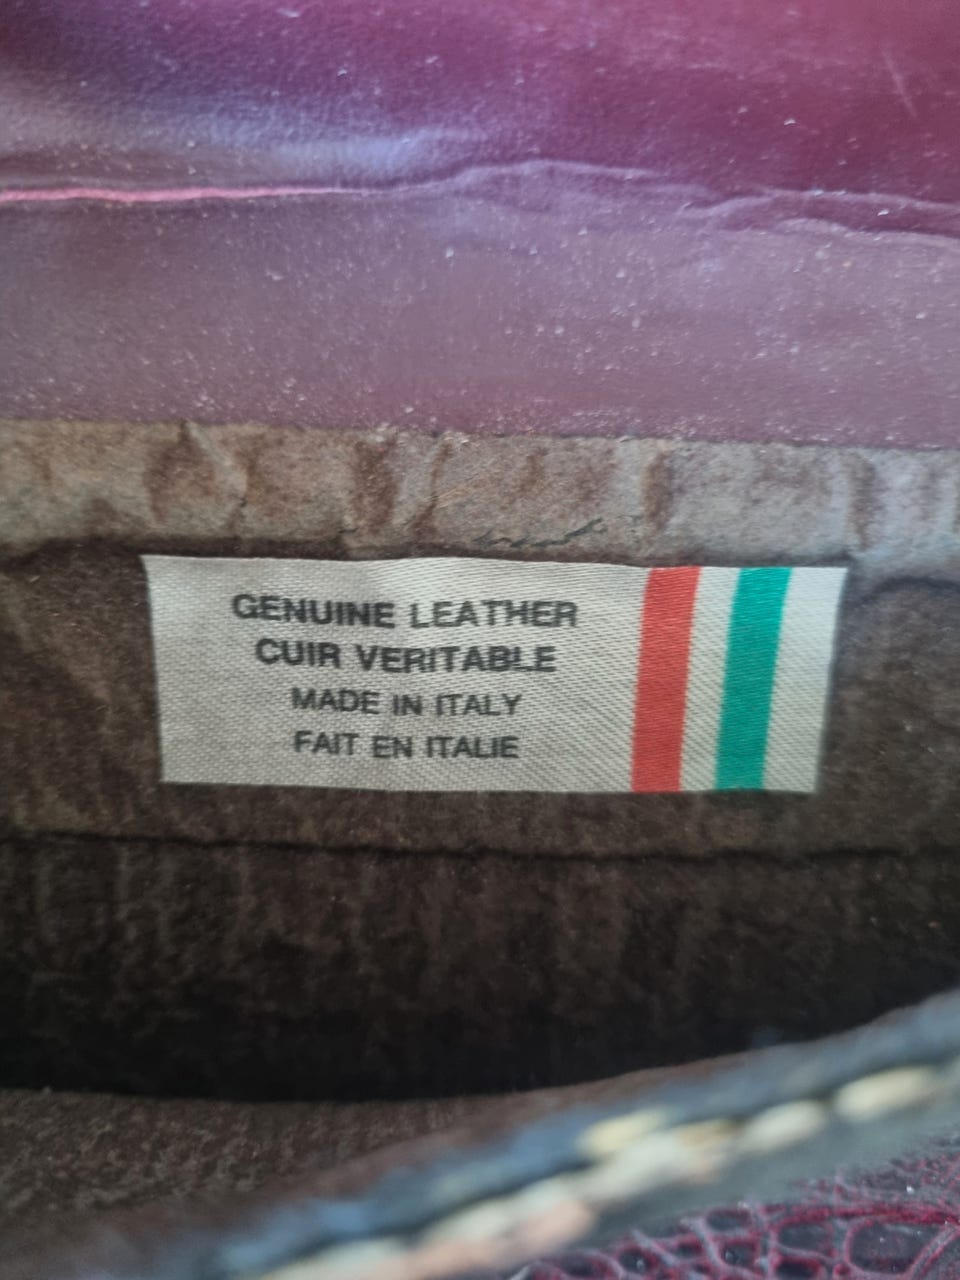 GENUINE LEATHER
CUIR VERITABLE
MADE IN ITALY
FAIT EN ITALIE